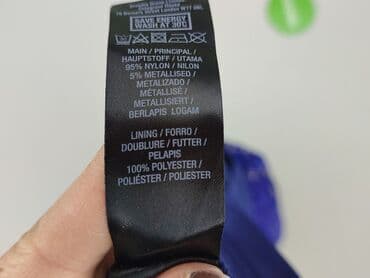 SAVE ENERGY
WASH AT 30°C
MAIN / PRINCIPAL /
HAUPTSTOFF / UTAMA
95% NYLON / NILON
5% METALLISED /
METALIZADO /
MÉTALLISÉ /
METALLISIERT /
BERLAPIS LOGAM
LINING / FORRO /
DOUBLURE / FUTTER /
PELAPIS
100% POLYESTER /
POLIÉSTER / POLIESTER